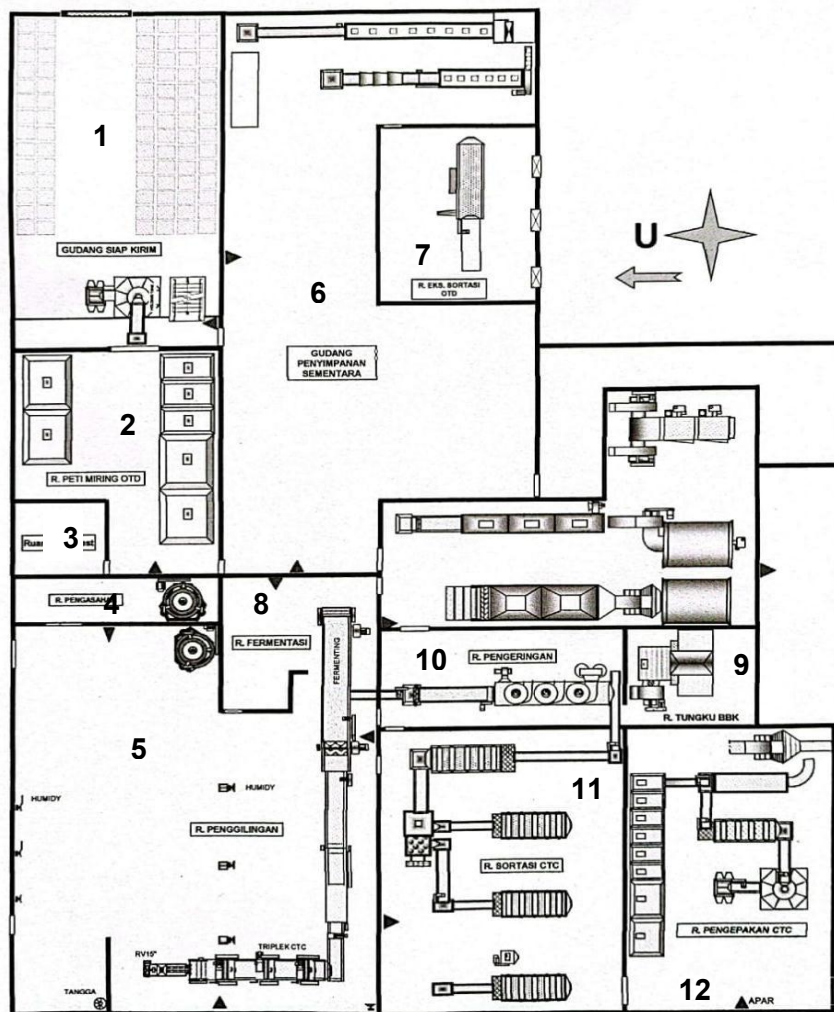 1
GUDANG SIAP KIRIM
2
R. PETI MIRING OTD
3
4
R. PENGASAHAN
5
HUMIDY
HUMIDY
R. PENGGILINGAN
RV15"
TRIPLEK CTC
TANGGA
6
GUDANG
PENYIMPANAN
SEMENTARA
7
R. EKS. SORTASI
OTD
U
8
R. FERMENTASI
FERMENTING
9
R. TUNGKU BBK
10
R. PENGERINGAN
11
R. SORTASI CTC
12
R. PENGEPAKAN CTC
APAR